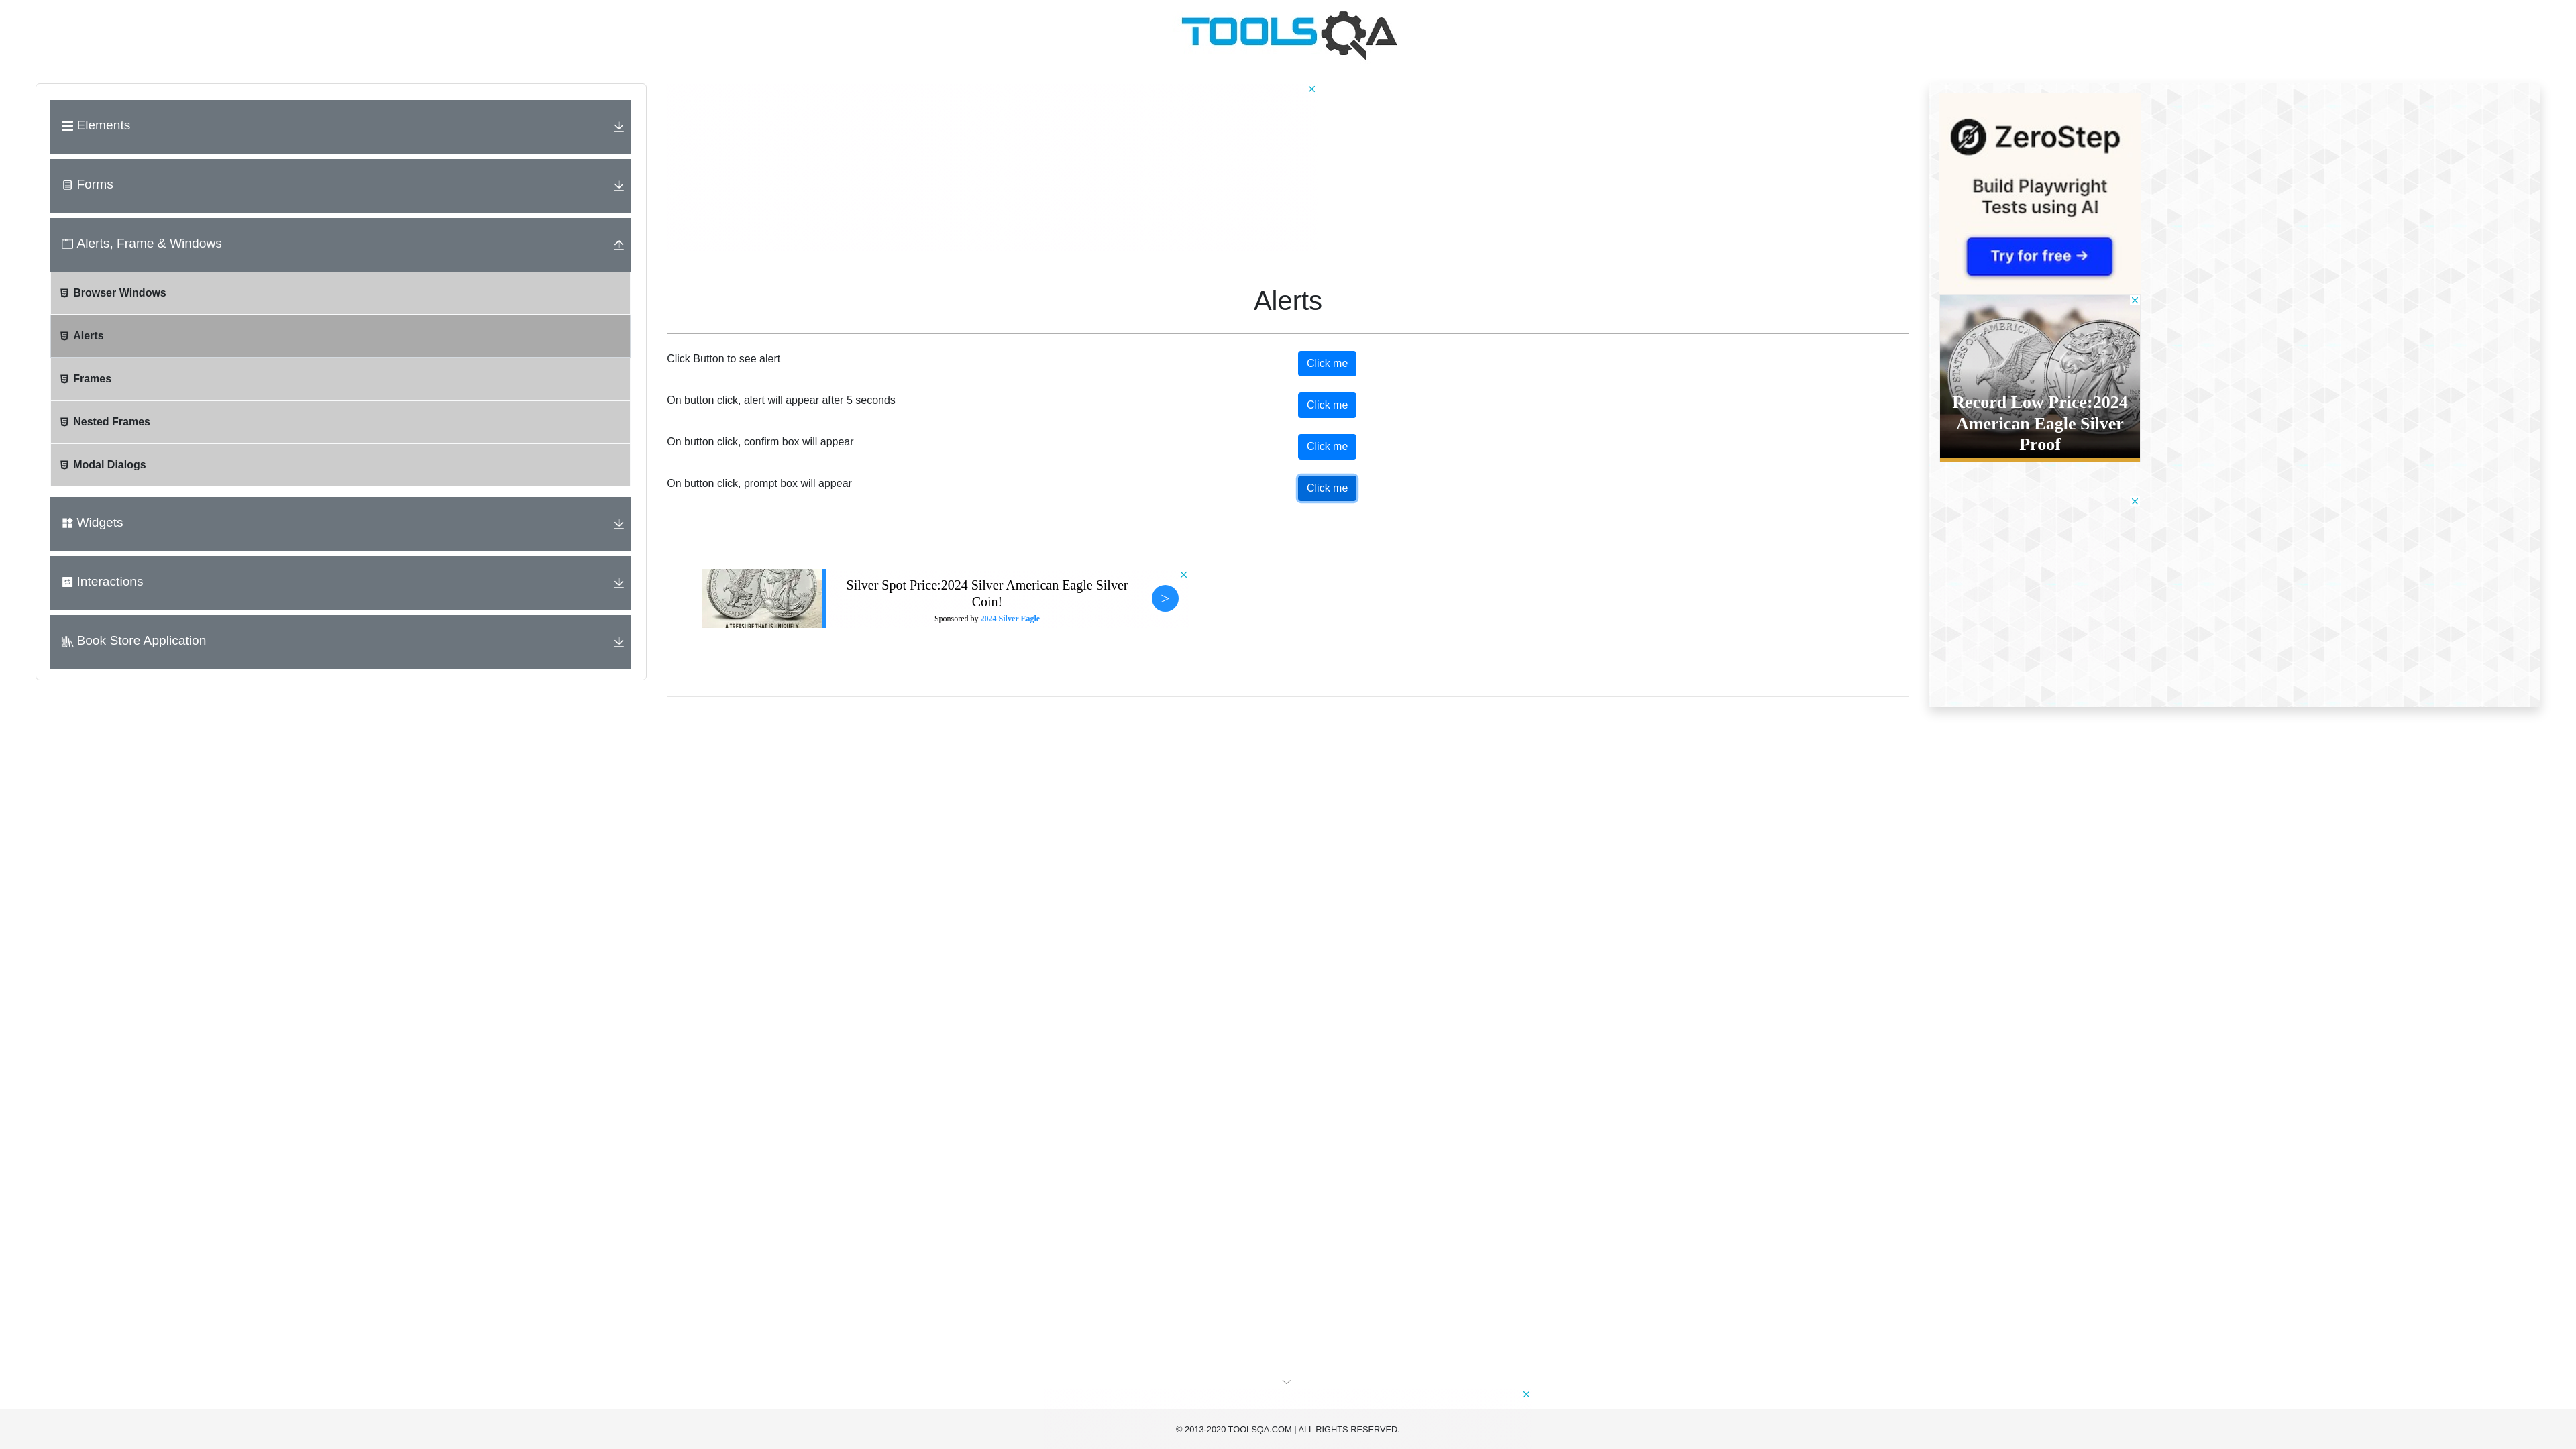 TOOLSQA
Elements
Forms
Alerts, Frame & Windows
Browser Windows
Alerts
Frames
Nested Frames
Modal Dialogs
Widgets
Interactions
Book Store Application
Alerts
Click Button to see alert
Click me
On button click, alert will appear after 5 seconds
Click me
On button click, confirm box will appear
Click me
On button click, prompt box will appear
Click me
A TREASURE THAT IS UNIQUELY
Silver Spot Price:2024 Silver American Eagle Silver
Coin!
Sponsored by 2024 Silver Eagle
>
ZeroStep
Build Playwright
Tests using AI
Try for free →
Record Low Price:2024
American Eagle Silver
Proof
© 2013-2020 TOOLSQA.COM | ALL RIGHTS RESERVED.